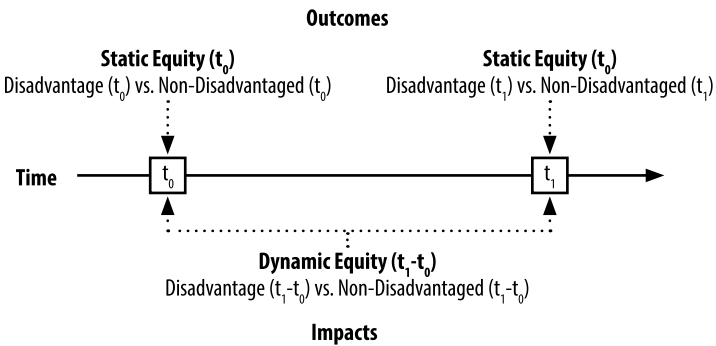 Outcomes
Static Equity (t₀)
Disadvantage (t₀) vs. Non-Disadvantaged (t₀)
Static Equity (t₀)
Disadvantage (t₁) vs. Non-Disadvantaged (t₁)
Time
t₀
t₁
Dynamic Equity (t₁-t₀)
Disadvantage (t₁-t₀) vs. Non-Disadvantaged (t₁-t₀)
Impacts